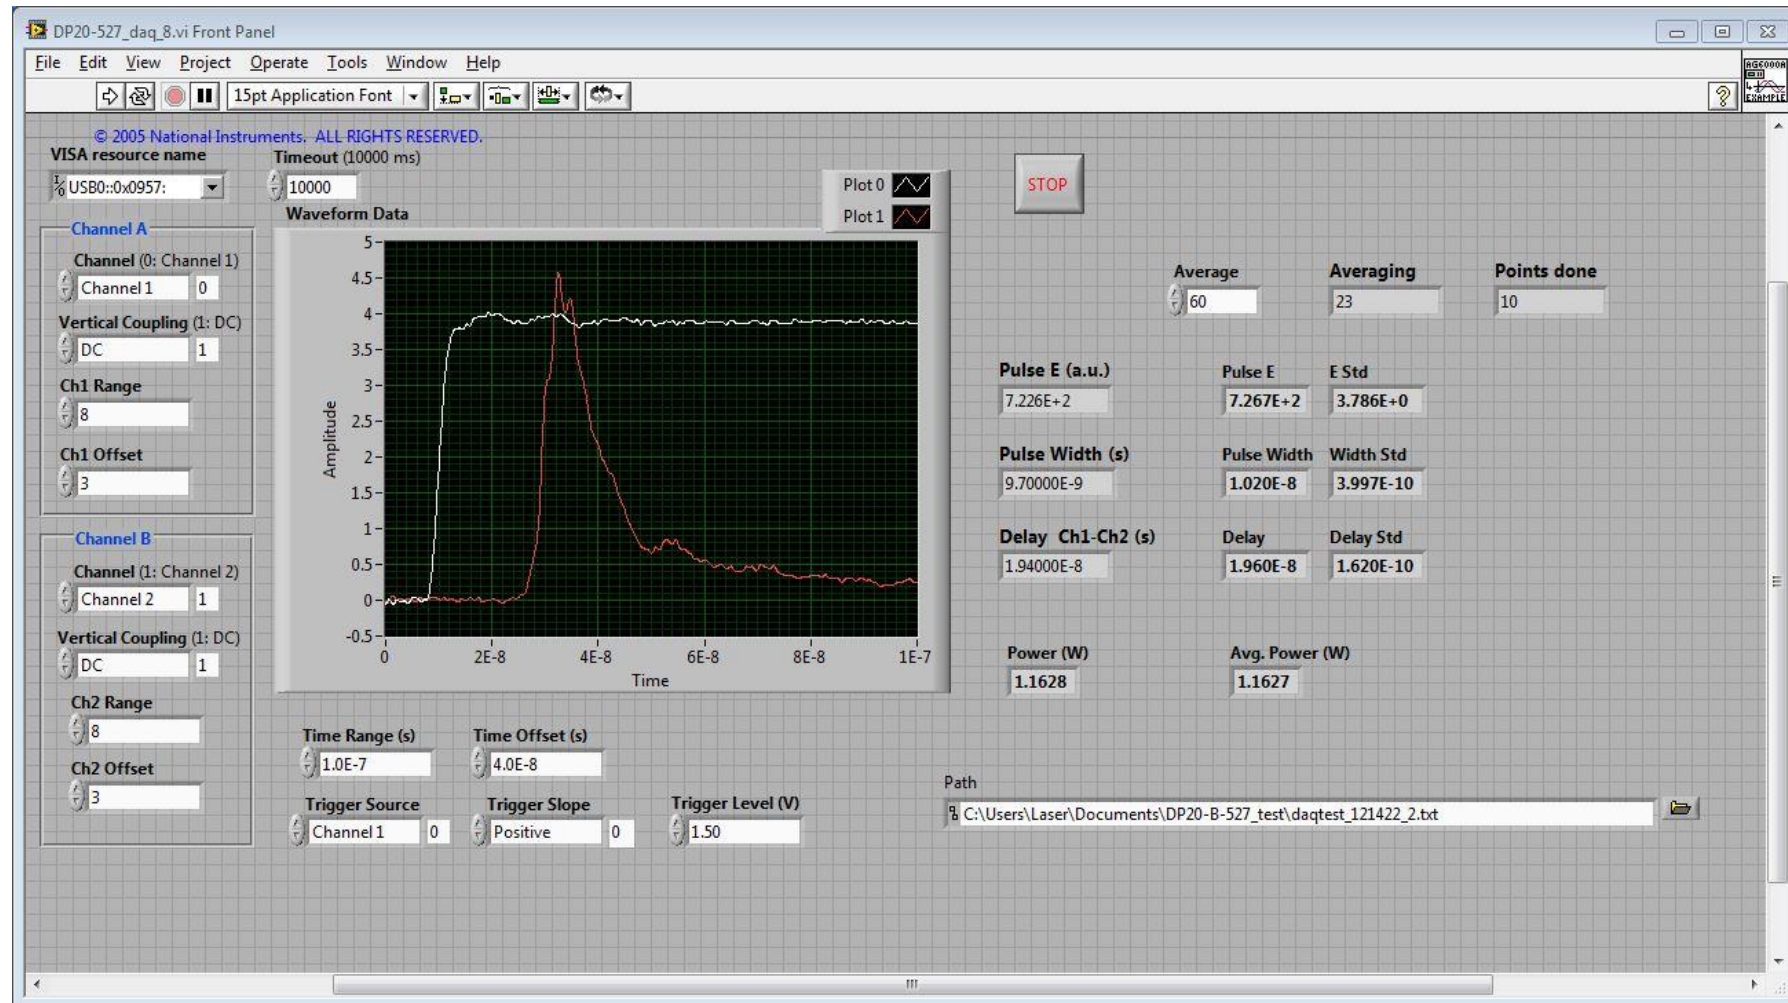 DP20-527_daq_8.vi Front Panel
File Edit View Project Operate Tools Window Help
15pt Application Font
AG6000A
EXAMPLE
© 2005 National Instruments. ALL RIGHTS RESERVED.
VISA resource name
USB0::0x0957:
Timeout (10000 ms)
10000
Waveform Data
Plot 0
Plot 1
STOP
Channel A
Channel (0: Channel 1)
Channel 1 0
Vertical Coupling (1: DC)
DC 1
Ch1 Range
8
Ch1 Offset
3
Channel B
Channel (1: Channel 2)
Channel 2 1
Vertical Coupling (1: DC)
DC 1
Ch2 Range
8
Ch2 Offset
3
Amplitude
5
4.5
4
3.5
3
2.5
2
1.5
1
0.5
0
-0.5
0 2E-8 4E-8 6E-8 8E-8 1E-7
Time
Time Range (s) Time Offset (s)
1.0E-7 4.0E-8
Trigger Source Trigger Slope Trigger Level (V)
Channel 1 0 Positive 0 1.50
Average Averaging Points done
60 23 10
Pulse E (a.u.) Pulse E E Std
7.226E+2 7.267E+2 3.786E+0
Pulse Width (s) Pulse Width Width Std
9.70000E-9 1.020E-8 3.997E-10
Delay Ch1-Ch2 (s) Delay Delay Std
1.94000E-8 1.960E-8 1.620E-10
Power (W) Avg. Power (W)
1.1628 1.1627
Path
C:\Users\Laser\Documents\DP20-B-527_test\daqtest_121422_2.txt